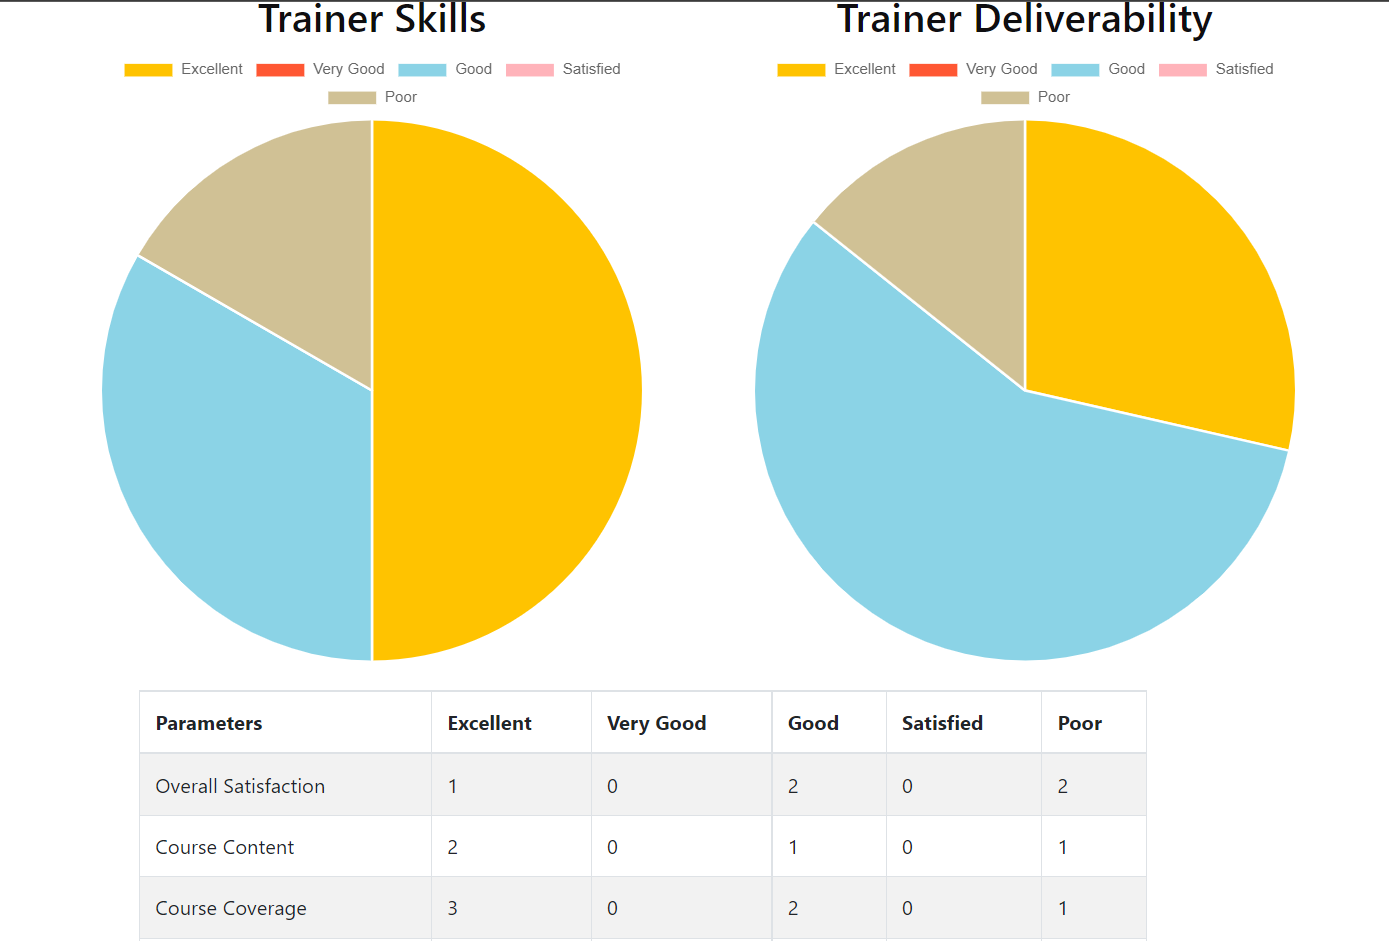 Trainer Skills
Excellent Very Good Good Satisfied
Poor
Trainer Deliverability
Excellent Very Good Good Satisfied
Poor
Parameters Excellent Very Good Good Satisfied Poor
Overall Satisfaction 1 0 2 0 2
Course Content 2 0 1 0 1
Course Coverage 3 0 2 0 1